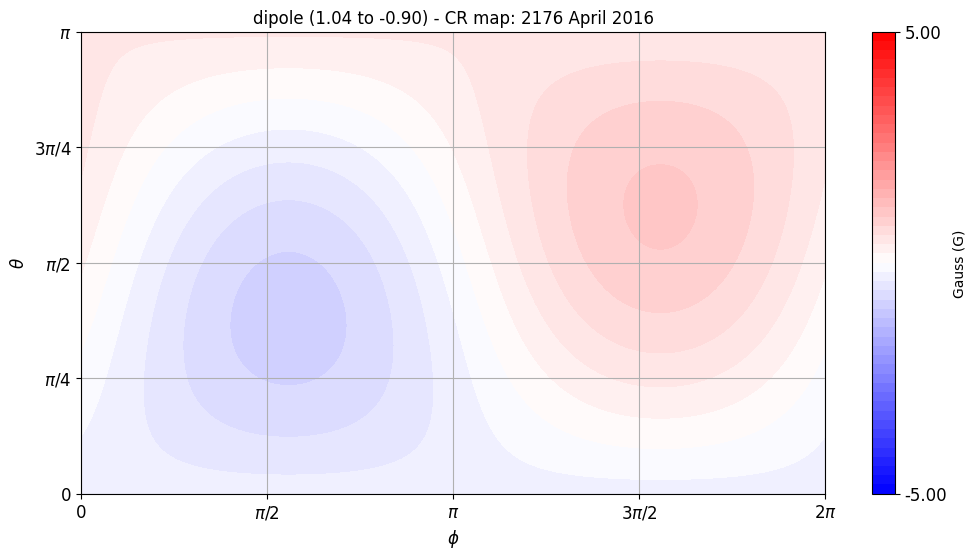 dipole (1.04 to -0.90) - CR map: 2176 April 2016
π
3π/4
π/2
π/4
0
θ
0
π/2
π
3π/2
2π
ϕ
5.00
-5.00
Gauss (G)